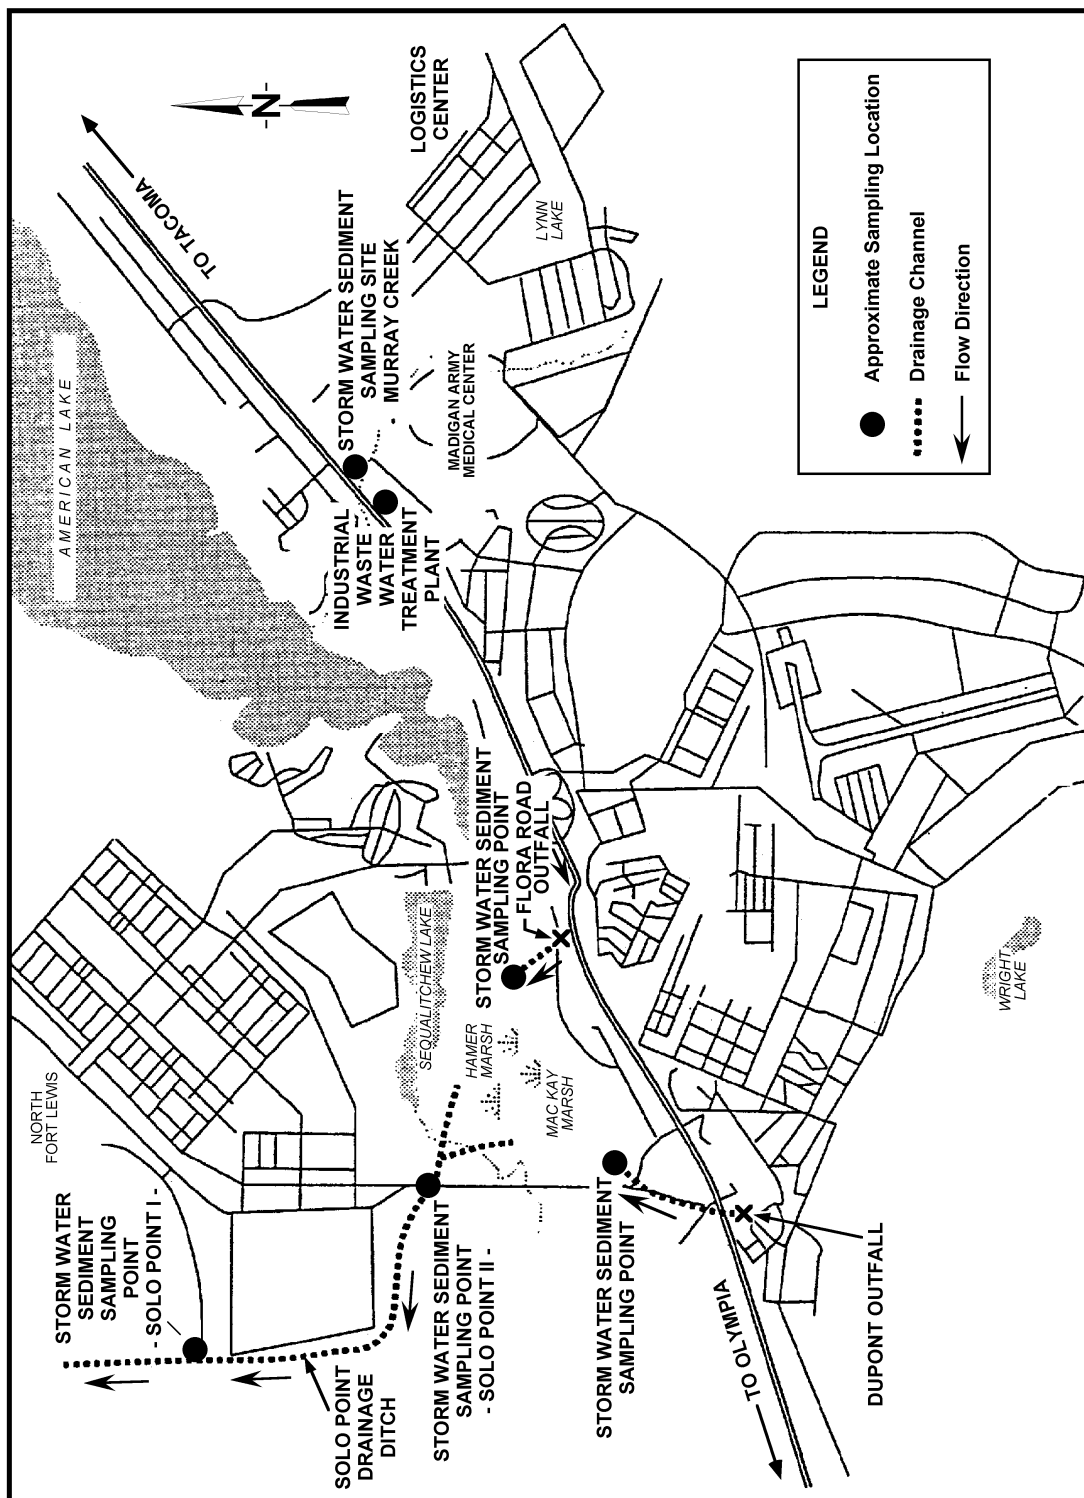 AMERICAN LAKE
TO TACOMA
-N-
LOGISTICS
CENTER
STORM WATER SEDIMENT
SAMPLING SITE
- MURRAY CREEK
LYNN
LAKE
MADIGAN ARMY
MEDICAL CENTER
INDUSTRIAL
WASTE
WATER
TREATMENT
PLANT
LEGEND
Approximate Sampling Location
Drainage Channel
Flow Direction
STORM WATER SEDIMENT
SAMPLING POINT
FLORA ROAD
OUTFALL
SEQUALITCHEW LAKE
HAMER
MARSH
MAC KAY
MARSH
WRIGHT
LAKE
NORTH
FORT LEWIS
STORM WATER
SEDIMENT
SAMPLING
POINT
- SOLO POINT I -
STORM WATER SEDIMENT
SAMPLING POINT
- SOLO POINT II -
SOLO POINT
DRAINAGE
DITCH
STORM WATER SEDIMENT
SAMPLING POINT
TO OLYMPIA
DUPONT OUTFALL